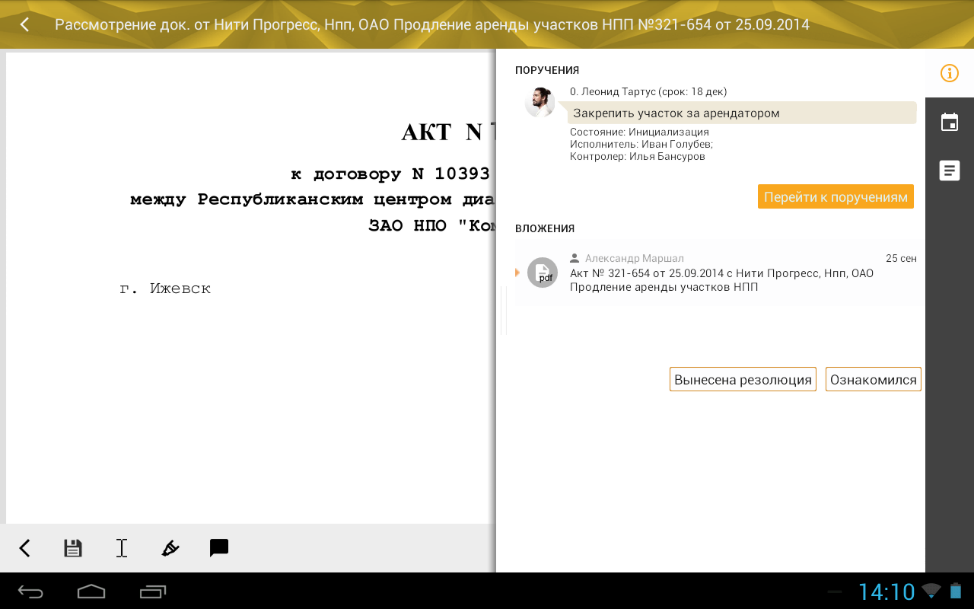 Рассмотрение док. от Нити Прогресс, Нпп, ОАО Продление аренды участков НПП №321-654 от 25.09.2014
АКТ N
к договору N 10393
между Республиканским центром диа
ЗАО НПО "Ком
г. Ижевск
ПОРУЧЕНИЯ
0. Леонид Тартус (срок: 18 дек)
Закрепить участок за арендатором
Состояние: Инициализация
Исполнитель: Иван Голубев;
Контролер: Илья Бансуров
Перейти к поручениям
ВЛОЖЕНИЯ
Александр Маршал 25 сен
pdf
Акт № 321-654 от 25.09.2014 с Нити Прогресс, Нпп, ОАО
Продление аренды участков НПП
Вынесена резолюция Ознакомился
14:10